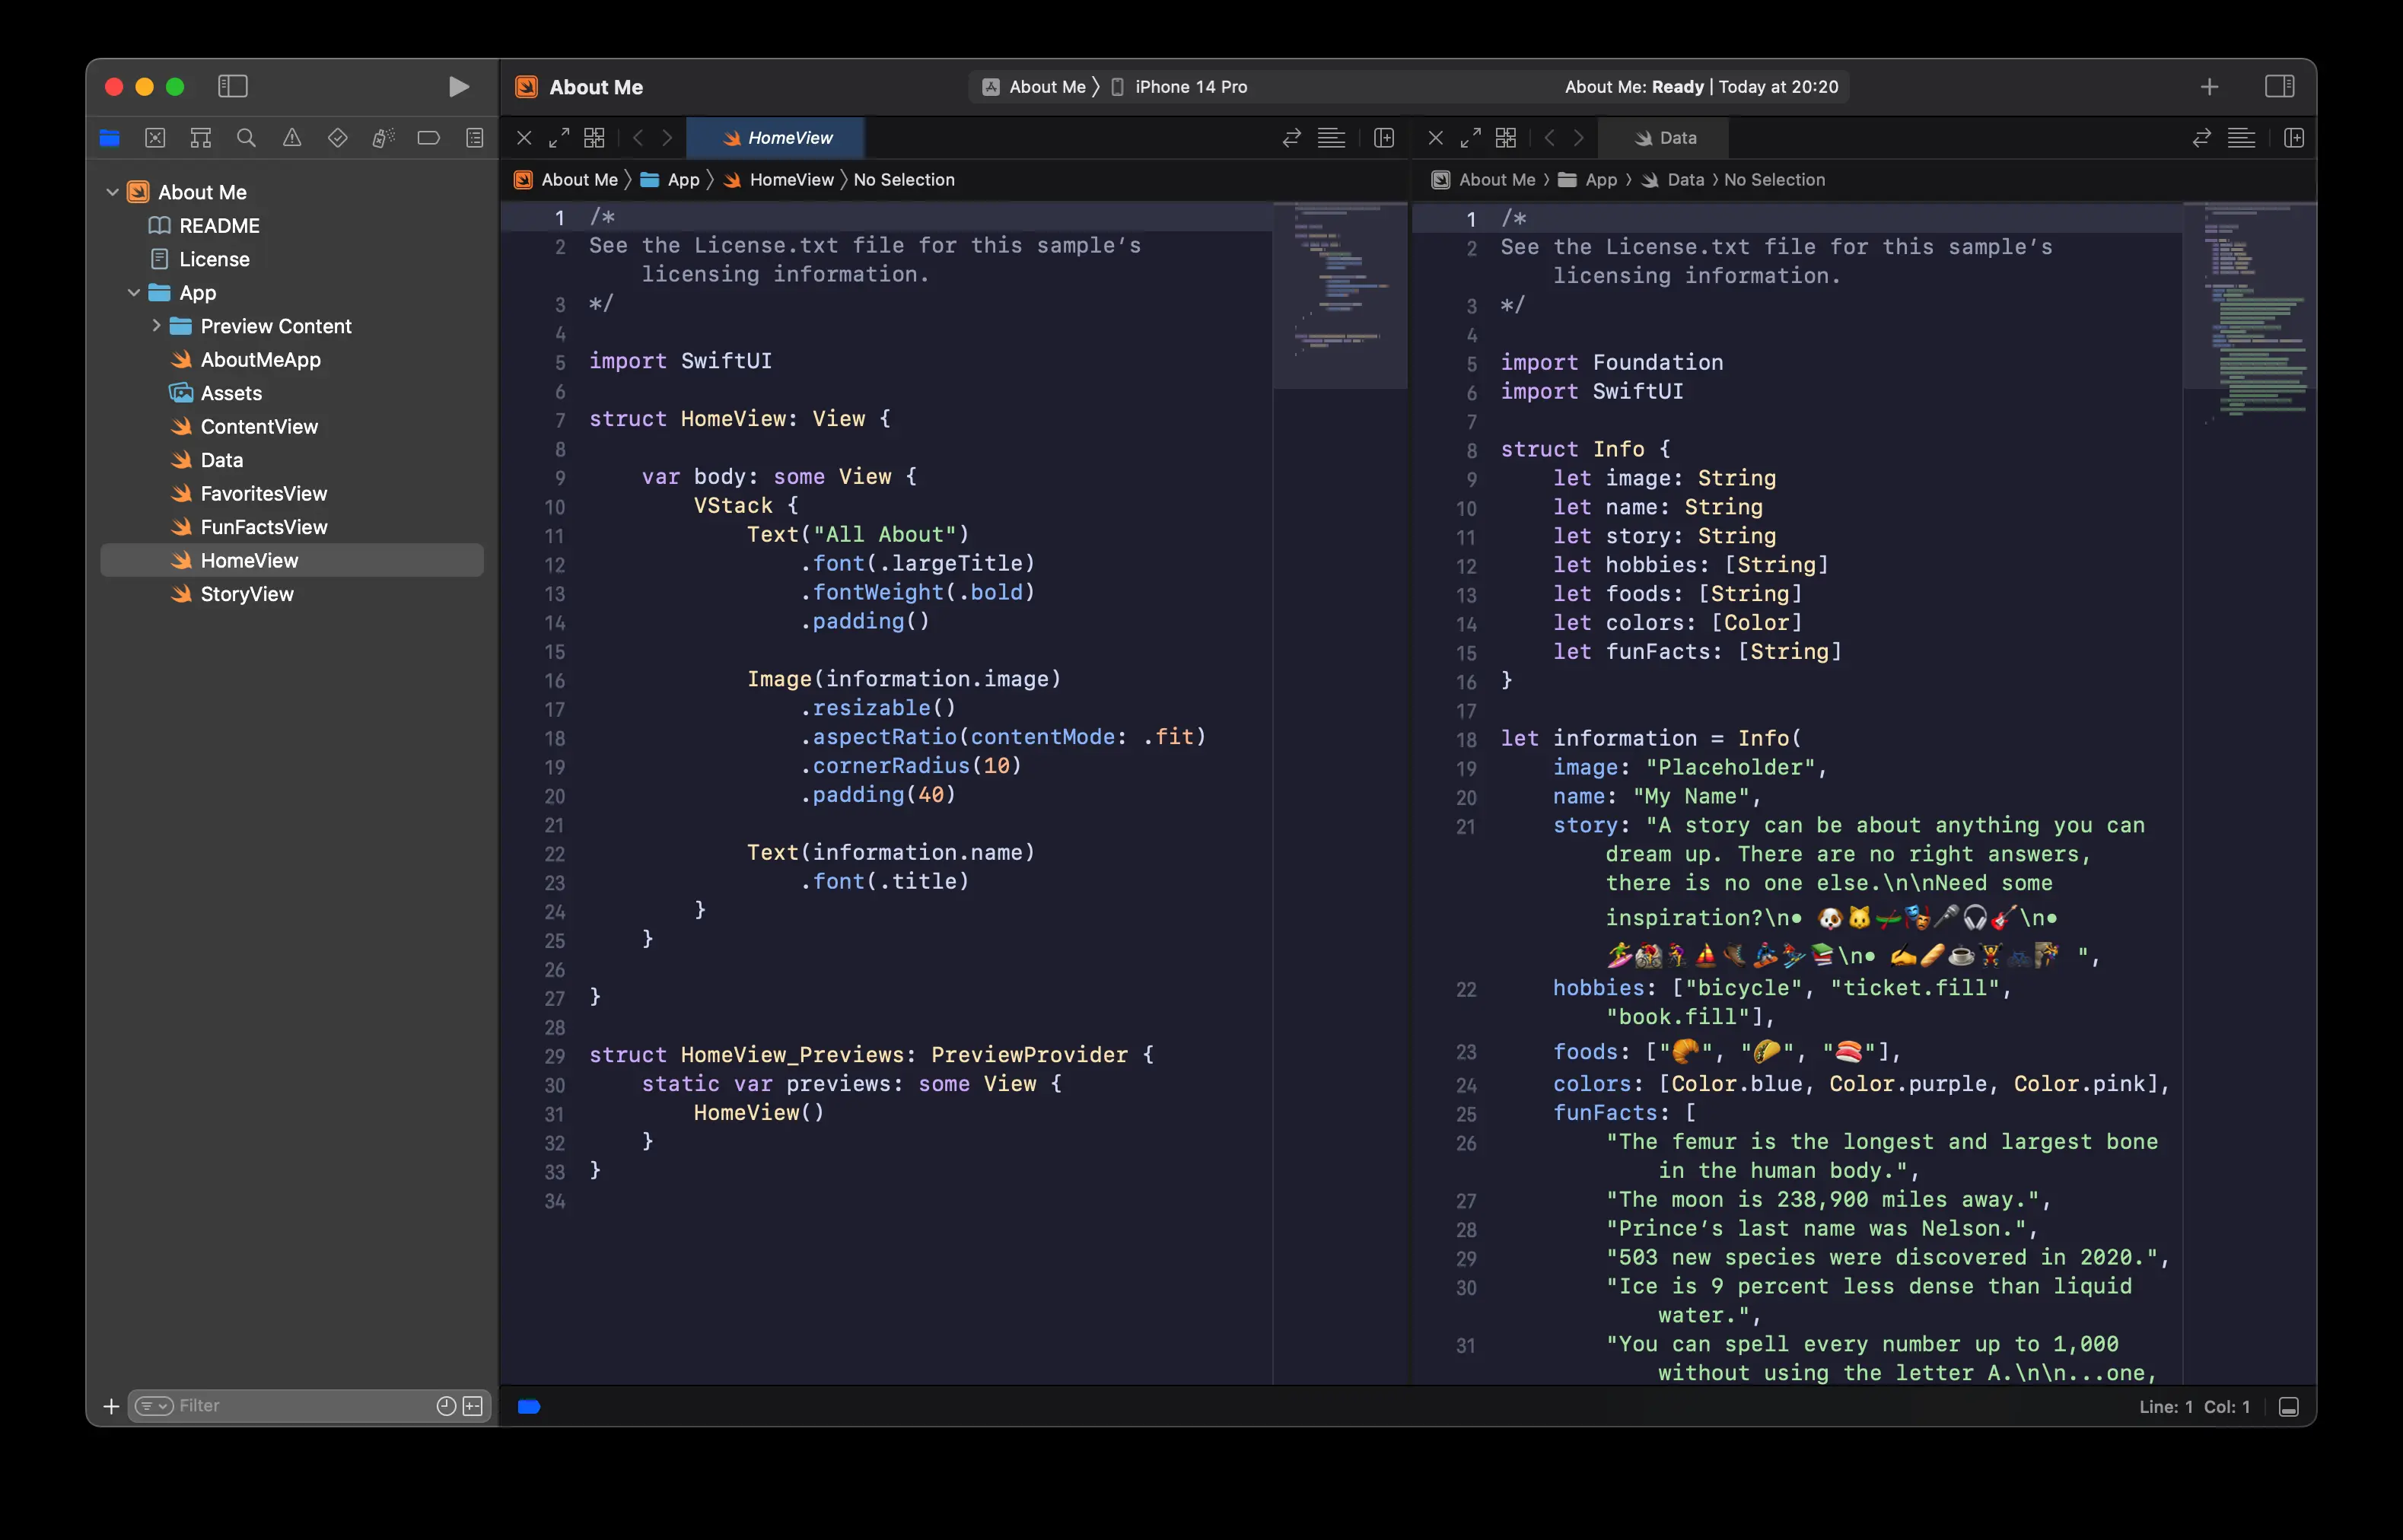 About Me
About Me 〉 iPhone 14 Pro
About Me: Ready | Today at 20:20
About Me
README
License
App
Preview Content
AboutMeApp
Assets
ContentView
Data
FavoritesView
FunFactsView
HomeView
StoryView
Filter
HomeView
About Me 〉 App 〉 HomeView 〉 No Selection
1 /*
2 See the License.txt file for this sample’s
licensing information.
3 */
4
5 import SwiftUI
6
7 struct HomeView: View {
8
9     var body: some View {
10         VStack {
11             Text("All About")
12                 .font(.largeTitle)
13                 .fontWeight(.bold)
14                 .padding()
15
16             Image(information.image)
17                 .resizable()
18                 .aspectRatio(contentMode: .fit)
19                 .cornerRadius(10)
20                 .padding(40)
21
22             Text(information.name)
23                 .font(.title)
24         }
25     }
26
27 }
28
29 struct HomeView_Previews: PreviewProvider {
30     static var previews: some View {
31         HomeView()
32     }
33 }
34
Data
About Me 〉 App 〉 Data 〉 No Selection
1 /*
2 See the License.txt file for this sample’s
licensing information.
3 */
4
5 import Foundation
6 import SwiftUI
7
8 struct Info {
9     let image: String
10     let name: String
11     let story: String
12     let hobbies: [String]
13     let foods: [String]
14     let colors: [Color]
15     let funFacts: [String]
16 }
17
18 let information = Info(
19     image: "Placeholder",
20     name: "My Name",
21     story: "A story can be about anything you can
dream up. There are no right answers,
there is no one else.\n\nNeed some
inspiration?\n• 🐶🐱🛶🎭🎤🎧🎸\n•
🏄‍♀️🚵‍♀️🤽‍♀️⛵️🥾🏂⛷📚\n• ✍️🥖☕️🏋️‍♀️🚲🧗‍♀️ ",
22     hobbies: ["bicycle", "ticket.fill",
"book.fill"],
23     foods: ["🥐", "🌮", "🍣"],
24     colors: [Color.blue, Color.purple, Color.pink],
25     funFacts: [
26         "The femur is the longest and largest bone
in the human body.",
27         "The moon is 238,900 miles away.",
28         "Prince’s last name was Nelson.",
29         "503 new species were discovered in 2020.",
30         "Ice is 9 percent less dense than liquid
water.",
31         "You can spell every number up to 1,000
without using the letter A.\n\n...one,
Line: 1 Col: 1